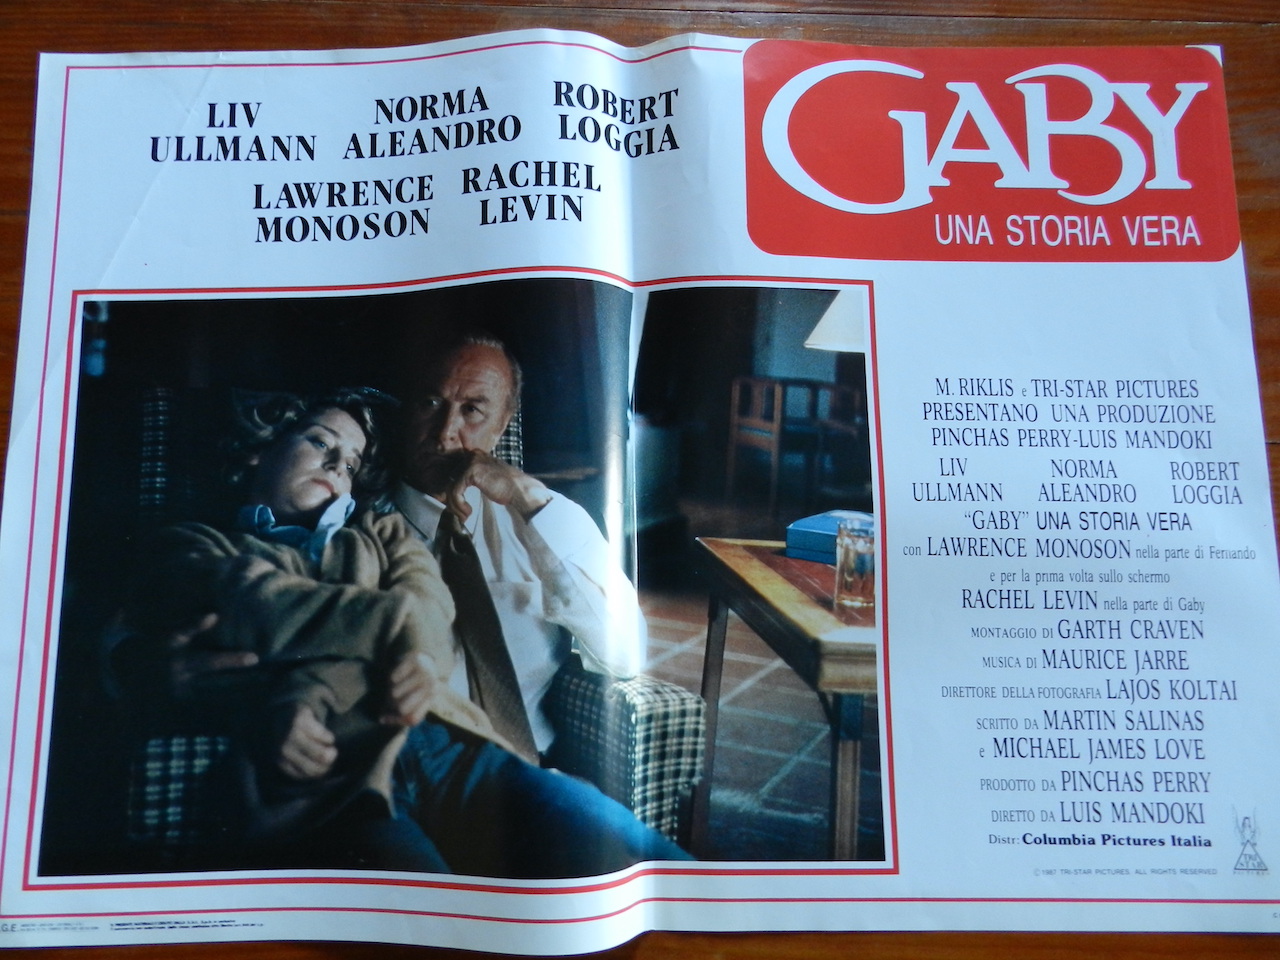 LIV
ULLMANN
NORMA
ALEANDRO
ROBERT
LOGGIA
LAWRENCE
MONOSON
RACHEL
LEVIN
GABY
UNA STORIA VERA
M. RIKLIS e TRI-STAR PICTURES
PRESENTANO UNA PRODUZIONE
PINCHAS PERRY-LUIS MANDOKI
LIV NORMA ROBERT
ULLMANN ALEANDRO LOGGIA
“GABY” UNA STORIA VERA
con LAWRENCE MONOSON nella parte di Fernando
e per la prima volta sullo schermo
RACHEL LEVIN nella parte di Gaby
MONTAGGIO DI GARTH CRAVEN
MUSICA DI MAURICE JARRE
DIRETTORE DELLA FOTOGRAFIA LAJOS KOLTAI
SCRITTO DA MARTIN SALINAS
e MICHAEL JAMES LOVE
PRODOTTO DA PINCHAS PERRY
DIRETTO DA LUIS MANDOKI
Distr: Columbia Pictures Italia
TRI
STAR
PICTURES
© 1987 TRI-STAR PICTURES. ALL RIGHTS RESERVED